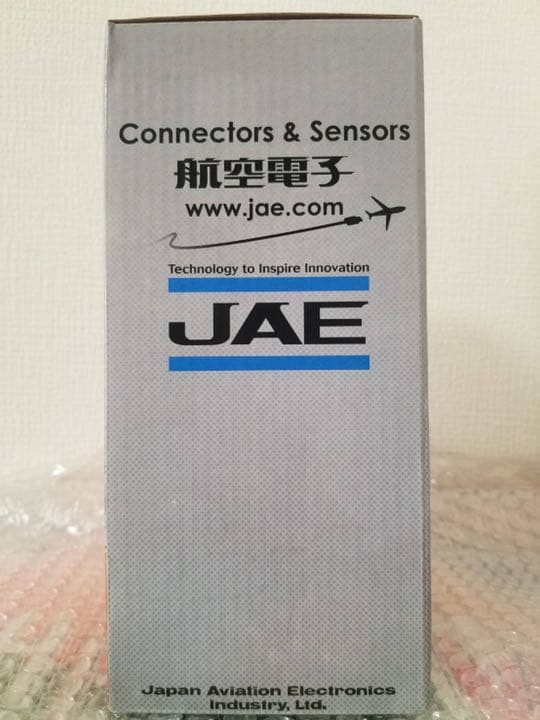 Connectors & Sensors
航空電子
www.jae.com
Technology to Inspire Innovation
JAE
Japan Aviation Electronics
Industry, Ltd.